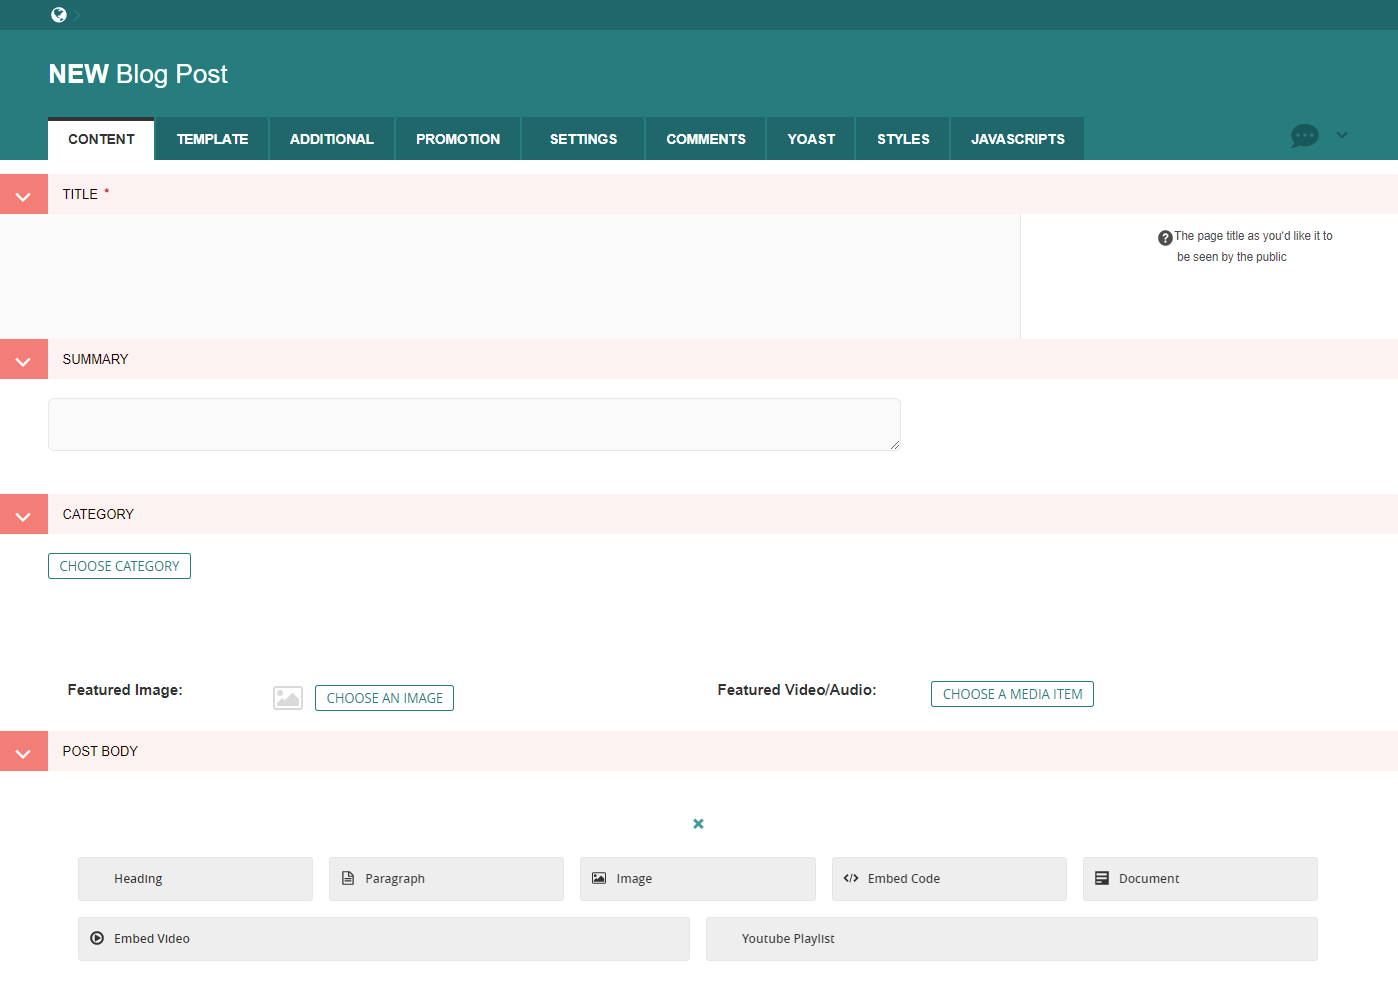 NEW Blog Post
CONTENT TEMPLATE ADDITIONAL PROMOTION SETTINGS COMMENTS YOAST STYLES JAVASCRIPTS
TITLE *
The page title as you'd like it to
be seen by the public
SUMMARY
CATEGORY
CHOOSE CATEGORY
Featured Image: CHOOSE AN IMAGE Featured Video/Audio: CHOOSE A MEDIA ITEM
POST BODY
Heading Paragraph Image Embed Code Document
Embed Video Youtube Playlist